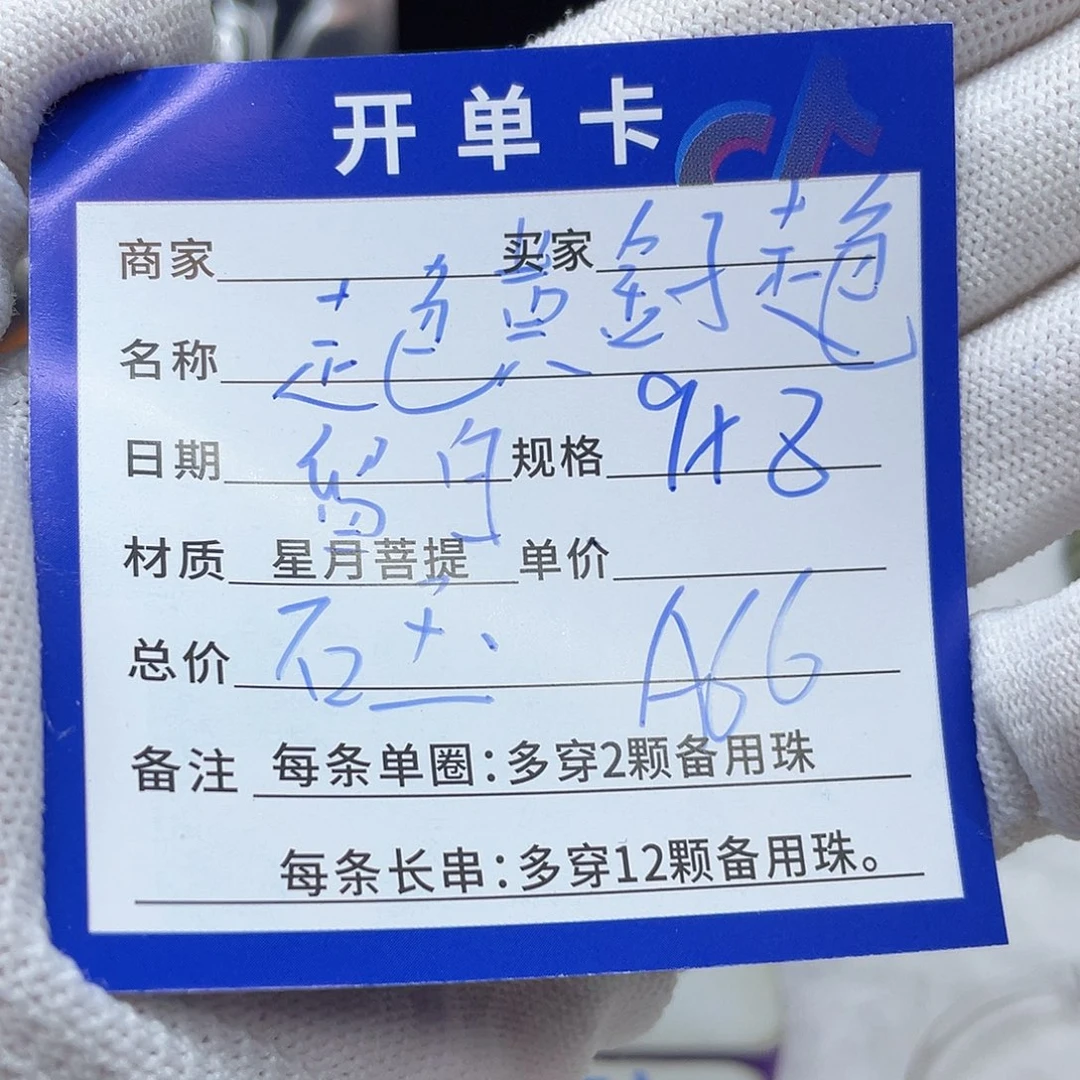 开单卡
商家 买家
名称
日期 规格 9+8
材质 星月菩提 单价
总价 A66
备注 每条单圈:多穿2颗备用珠
每条长串:多穿12颗备用珠。